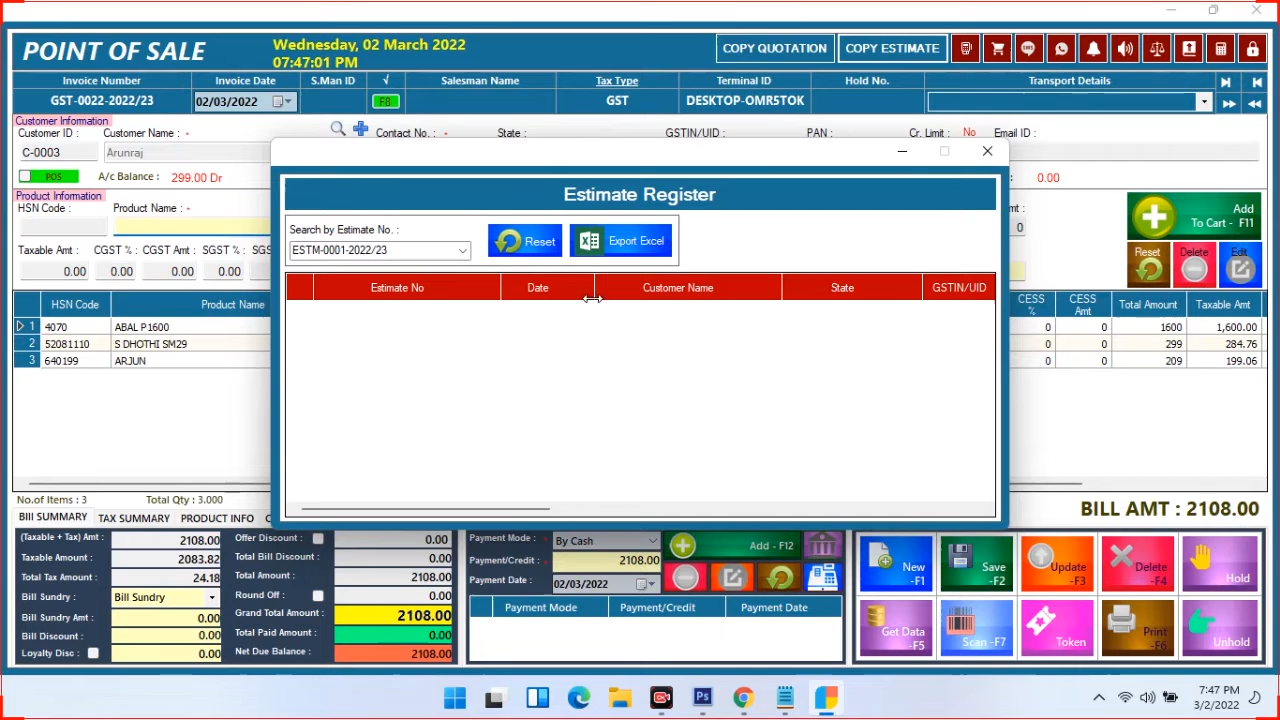 POINT OF SALE
Wednesday, 02 March 2022
07:47:01 PM
COPY QUOTATION
COPY ESTIMATE
Invoice Number
Invoice Date
S.Man ID
√
Salesman Name
Tax Type
Terminal ID
Hold No.
Transport Details
GST-0022-2022/23
02/03/2022
F8
GST
DESKTOP-OMR5TOK
Customer Information
Customer ID :
Customer Name : -
Contact No. : -
State :
GSTIN/UID :
PAN :
Cr. Limit : No
Email ID :
C-0003
Arunraj
POS
A/c Balance : 299.00 Dr
: 0.00
Product Information
HSN Code :
Product Name : -
mt :
0
Add
To Cart - F11
Taxable Amt :
CGST % :
CGST Amt :
SGST % :
SGS
0.00
0.00
0.00
0.00
Reset
Delete
Edit
Estimate Register
Search by Estimate No. :
ESTM-0001-2022/23
Reset
Export Excel
Estimate No
Date
Customer Name
State
GSTIN/UID
HSN Code
Product Name
CESS %
CESS Amt
Total Amount
Taxable Amt
1 4070 ABAL P1600 0 0 1600 1,600.00
2 52081110 S DHOTHI SM29 0 0 299 284.76
3 640199 ARJUN 0 0 209 199.06
No.of Items : 3
Total Qty : 3.000
BILL AMT : 2108.00
Bill SUMMARY
TAX SUMMARY
PRODUCT INFO
(Taxable + Tax) Amt : 2108.00
Taxable Amount : 2083.82
Total Tax Amount : 24.18
Bill Sundry : Bill Sundry
Bill Sundry Amt : 0.00
Bill Discount : 0.00
Loyalty Disc : 0.00
Offer Discount : 0.00
Total Bill Discount : 0.00
Total Amount : 2108.00
Round Off : 0.00
Grand Total Amount : 2108.00
Total Paid Amount : 0.00
Net Due Balance : 2108.00
Payment Mode : By Cash
Payment/Credit : 2108.00
Payment Date : 02/03/2022
Add - F12
Payment Mode
Payment/Credit
Payment Date
New -F1
Save -F2
Update -F3
Delete -F4
Hold
Get Data -F5
Scan -F7
Token
Print -F6
Unhold
Ps
7:47 PM
3/2/2022